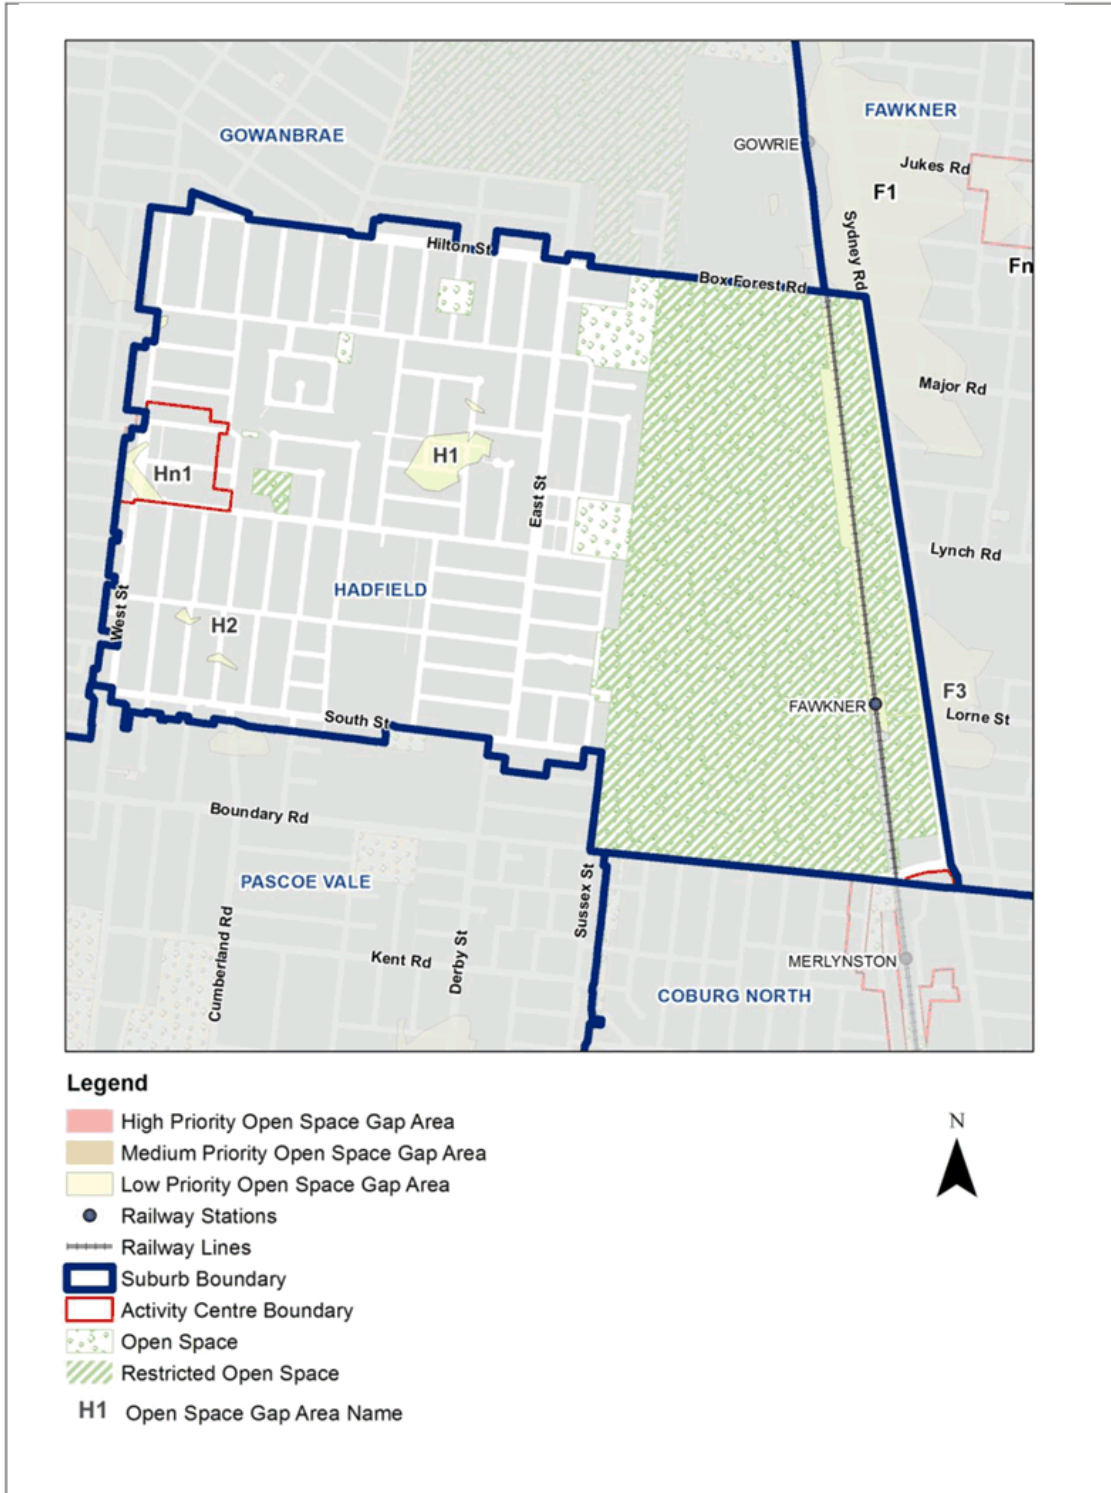 GOWANBRAE
FAWKNER
GOWRIE
Jukes Rd
F1
Sydney Rd
Fn
Hilton St
Box Forest Rd
Major Rd
H1
Hn1
East St
Lynch Rd
HADFIELD
West St
H2
F3
FAWKNER
Lorne St
South St
Boundary Rd
PASCOE VALE
Sussex St
Cumberland Rd
Derby St
Kent Rd
MERLYNSTON
COBURG NORTH
Legend
High Priority Open Space Gap Area
Medium Priority Open Space Gap Area
Low Priority Open Space Gap Area
Railway Stations
Railway Lines
Suburb Boundary
Activity Centre Boundary
Open Space
Restricted Open Space
H1 Open Space Gap Area Name
N